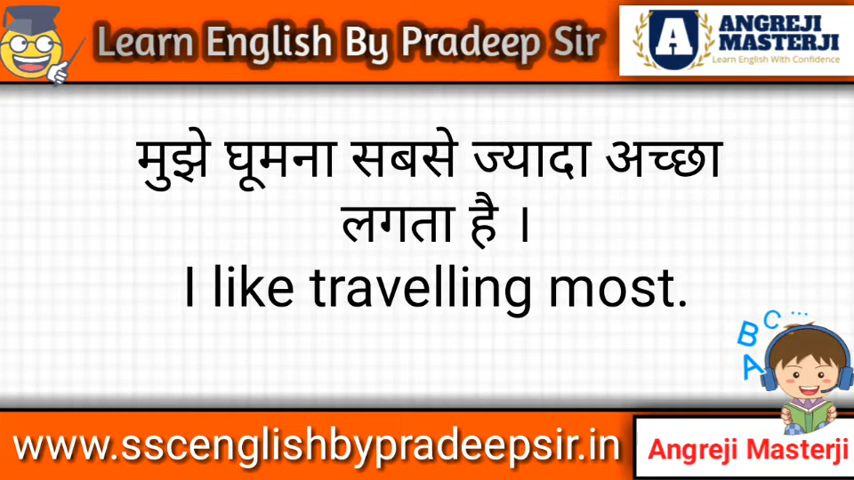 Learn English By Pradeep Sir
A
ANGREJI
MASTERJI
Learn English With Confidence
मुझे घूमना सबसे ज्यादा अच्छा
लगता है ।
I like travelling most.
B C ...
A
www.sscenglishbypradeepsir.in
Angreji Masterji